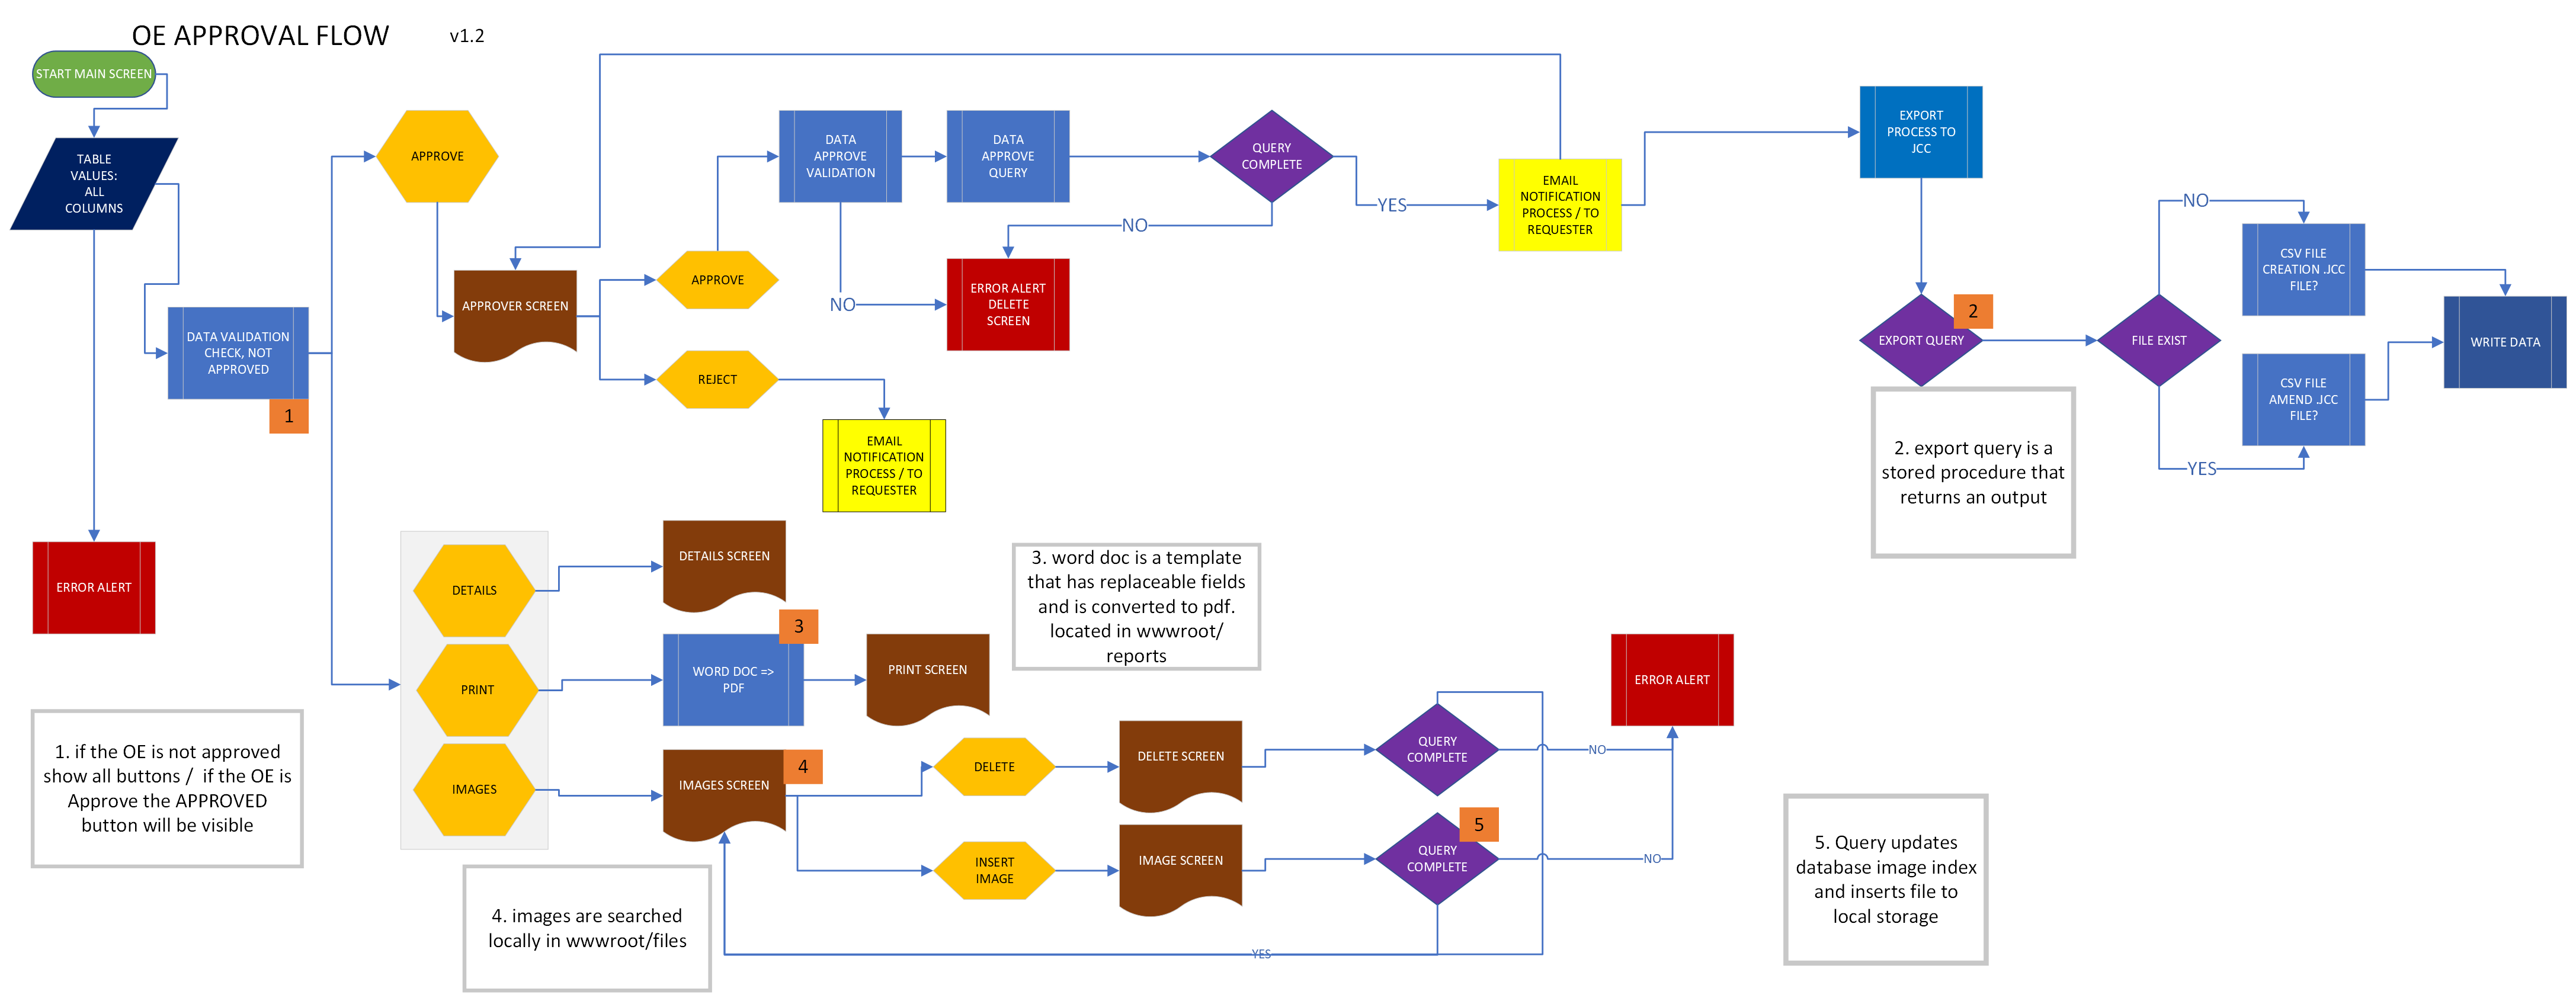 OE APPROVAL FLOW
v1.2
START MAIN SCREEN
TABLE
VALUES:
ALL
COLUMNS
DATA VALIDATION
CHECK, NOT
APPROVED
1
ERROR ALERT
1. if the OE is not approved
show all buttons /  if the OE is
Approve the APPROVED
button will be visible
APPROVE
APPROVER SCREEN
APPROVE
REJECT
DATA
APPROVE
VALIDATION
DATA
APPROVE
QUERY
QUERY
COMPLETE
NO
NO
YES
ERROR ALERT
DELETE
SCREEN
EMAIL
NOTIFICATION
PROCESS / TO
REQUESTER
EMAIL
NOTIFICATION
PROCESS / TO
REQUESTER
EXPORT
PROCESS TO
JCC
EXPORT QUERY
2
2. export query is a
stored procedure that
returns an output
FILE EXIST
NO
YES
CSV FILE
CREATION .JCC
FILE?
CSV FILE
AMEND .JCC
FILE?
WRITE DATA
DETAILS
PRINT
IMAGES
DETAILS SCREEN
3
WORD DOC =>
PDF
PRINT SCREEN
3. word doc is a template
that has replaceable fields
and is converted to pdf.
located in wwwroot/
reports
IMAGES SCREEN
4
4. images are searched
locally in wwwroot/files
DELETE
INSERT
IMAGE
DELETE SCREEN
IMAGE SCREEN
QUERY
COMPLETE
5
QUERY
COMPLETE
NO
NO
YES
ERROR ALERT
5. Query updates
database image index
and inserts file to
local storage